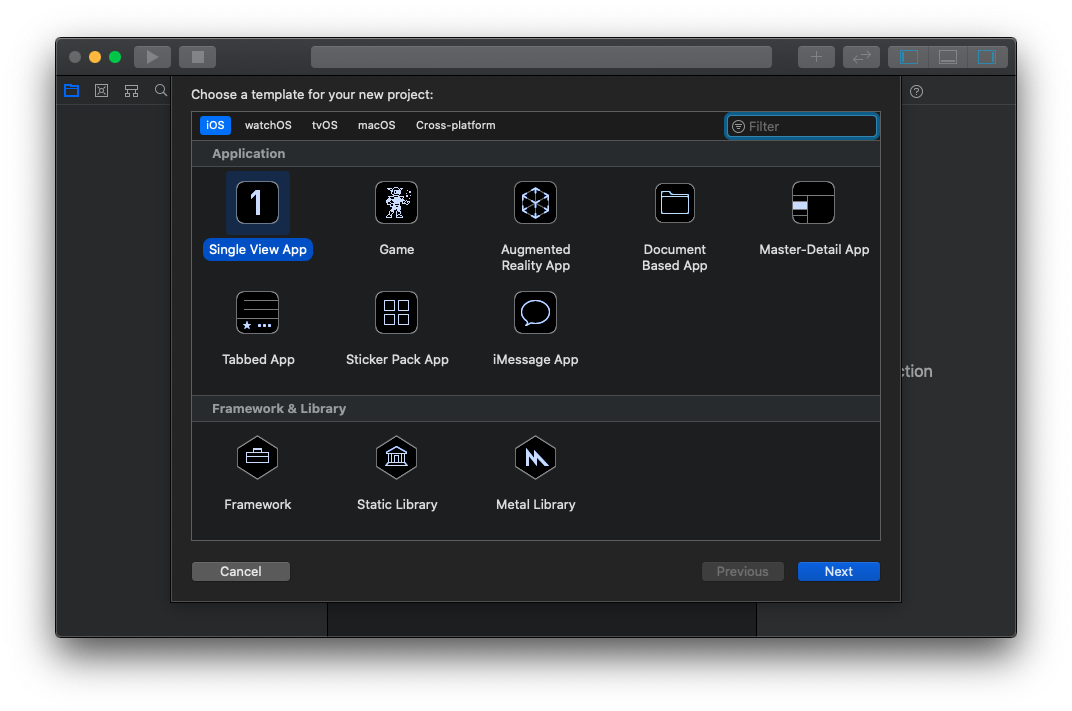 Choose a template for your new project:
iOS watchOS tvOS macOS Cross-platform Filter
Application
1
Single View App Game Augmented Reality App Document Based App Master-Detail App
Tabbed App Sticker Pack App iMessage App
ction
Framework & Library
Framework Static Library Metal Library
Cancel Previous Next